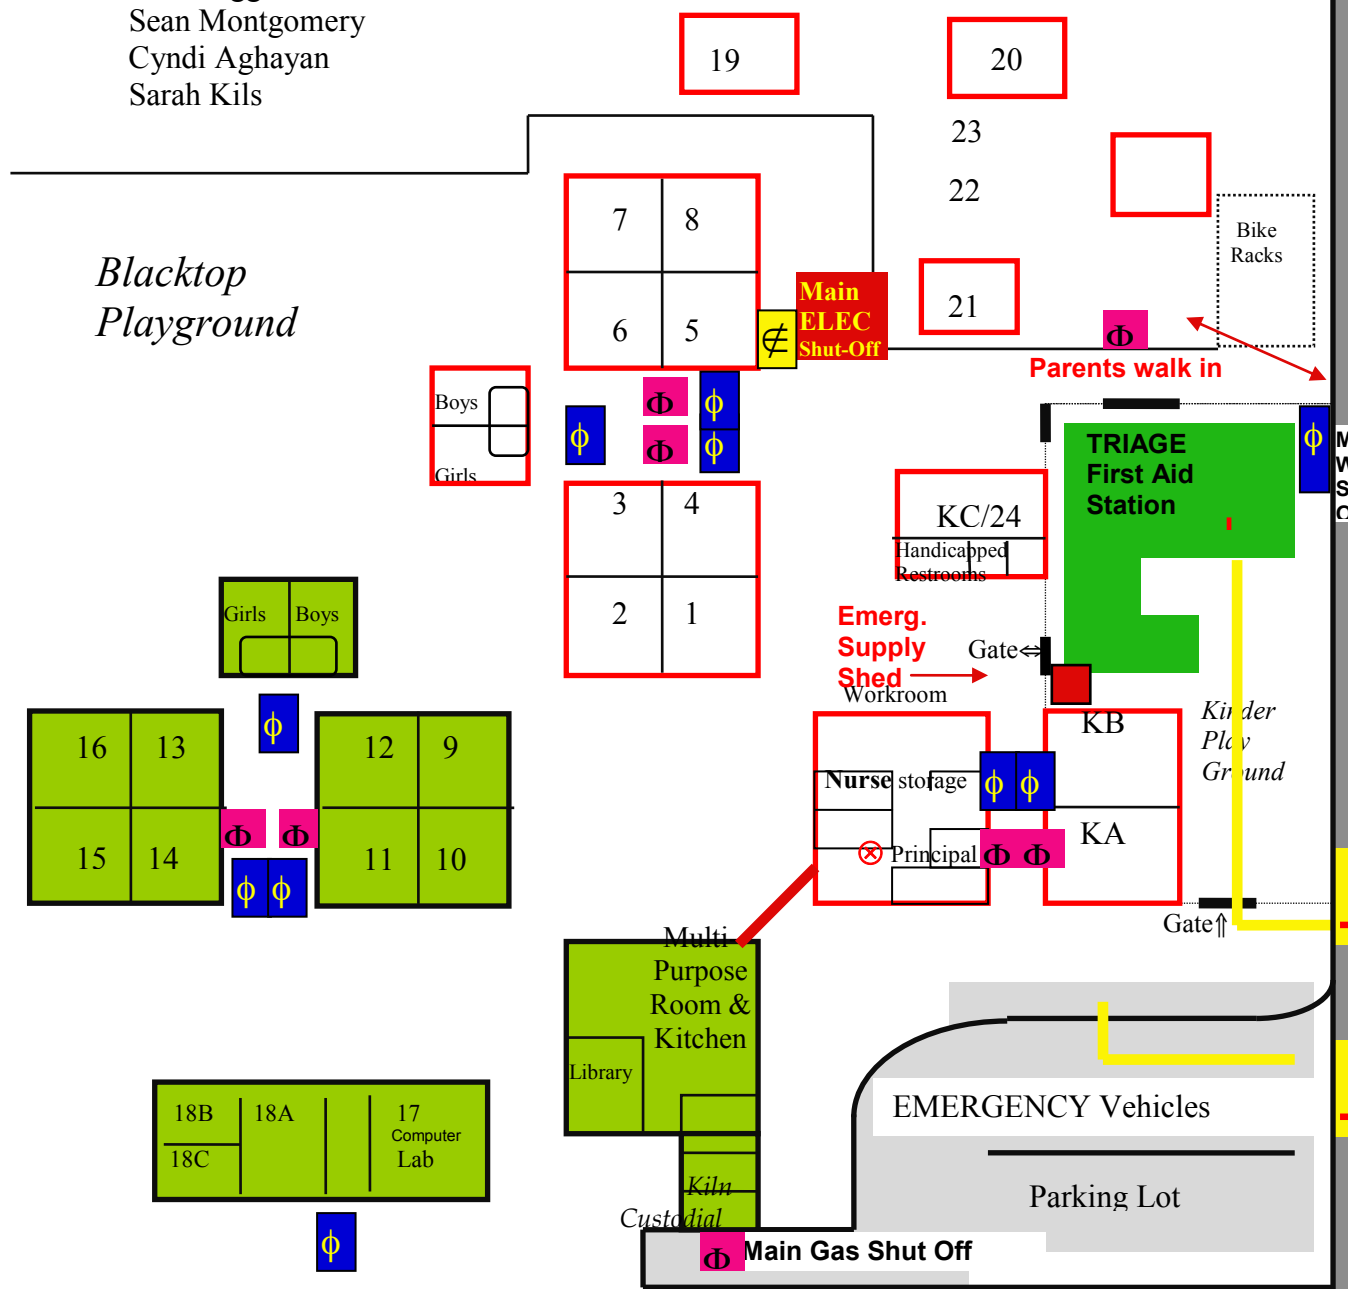 Sean Montgomery
Cyndi Aghayan
Sarah Kils
19
20
23
22
7 8
6 5
Bike
Racks
Blacktop
Playground
Main
ELEC
Shut-Off
∉
21
Φ
Parents walk in
Boys
Girls
ϕ
Φ
Φ
ϕ
ϕ
TRIAGE
First Aid
Station
ϕ
3 4
2 1
KC/24
Handicapped
Restrooms
Emerg.
Supply
Shed
Gate⇔
Girls Boys
ϕ
16 13
15 14
12 9
11 10
Φ Φ
ϕ ϕ
Workroom
Nurse storage
Principal
⊗
ϕ ϕ
Φ Φ
KB
KA
Kinder
Play
Ground
Gate⇑
Multi
Purpose
Room &
Kitchen
Library
Kiln
Custodial
18B 18A
18C
17
Computer
Lab
ϕ
EMERGENCY Vehicles
Parking Lot
Φ Main Gas Shut Off